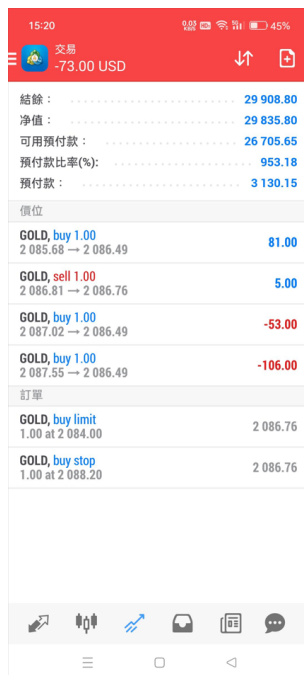 15:20 0.03 KB/S HD 5G 45%
交易
-73.00 USD
結餘： 29 908.80
净值： 29 835.80
可用預付款： 26 705.65
預付款比率(%): 953.18
預付款： 3 130.15
價位
GOLD, buy 1.00 81.00
2 085.68 → 2 086.49
GOLD, sell 1.00 5.00
2 086.81 → 2 086.76
GOLD, buy 1.00 -53.00
2 087.02 → 2 086.49
GOLD, buy 1.00 -106.00
2 087.55 → 2 086.49
訂單
GOLD, buy limit 2 086.76
1.00 at 2 084.00
GOLD, buy stop 2 086.76
1.00 at 2 088.20